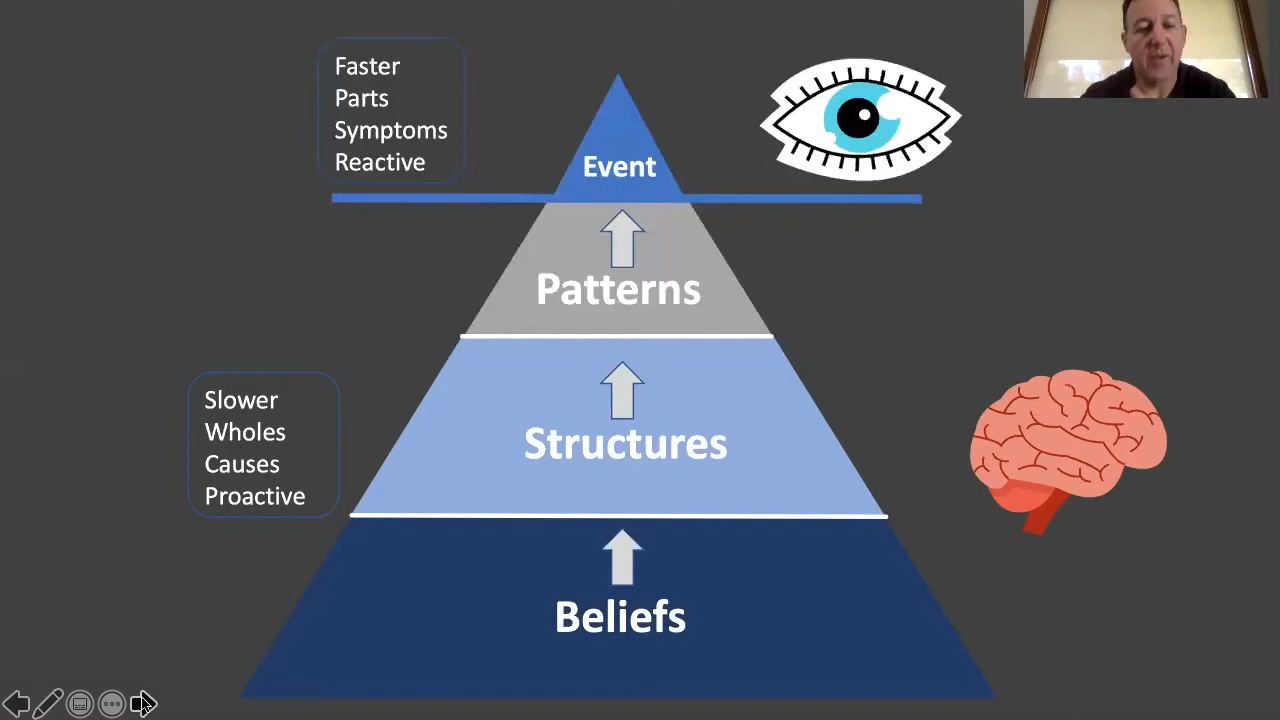 Faster
Parts
Symptoms
Reactive
Event
Patterns
Slower
Wholes
Causes
Proactive
Structures
Beliefs